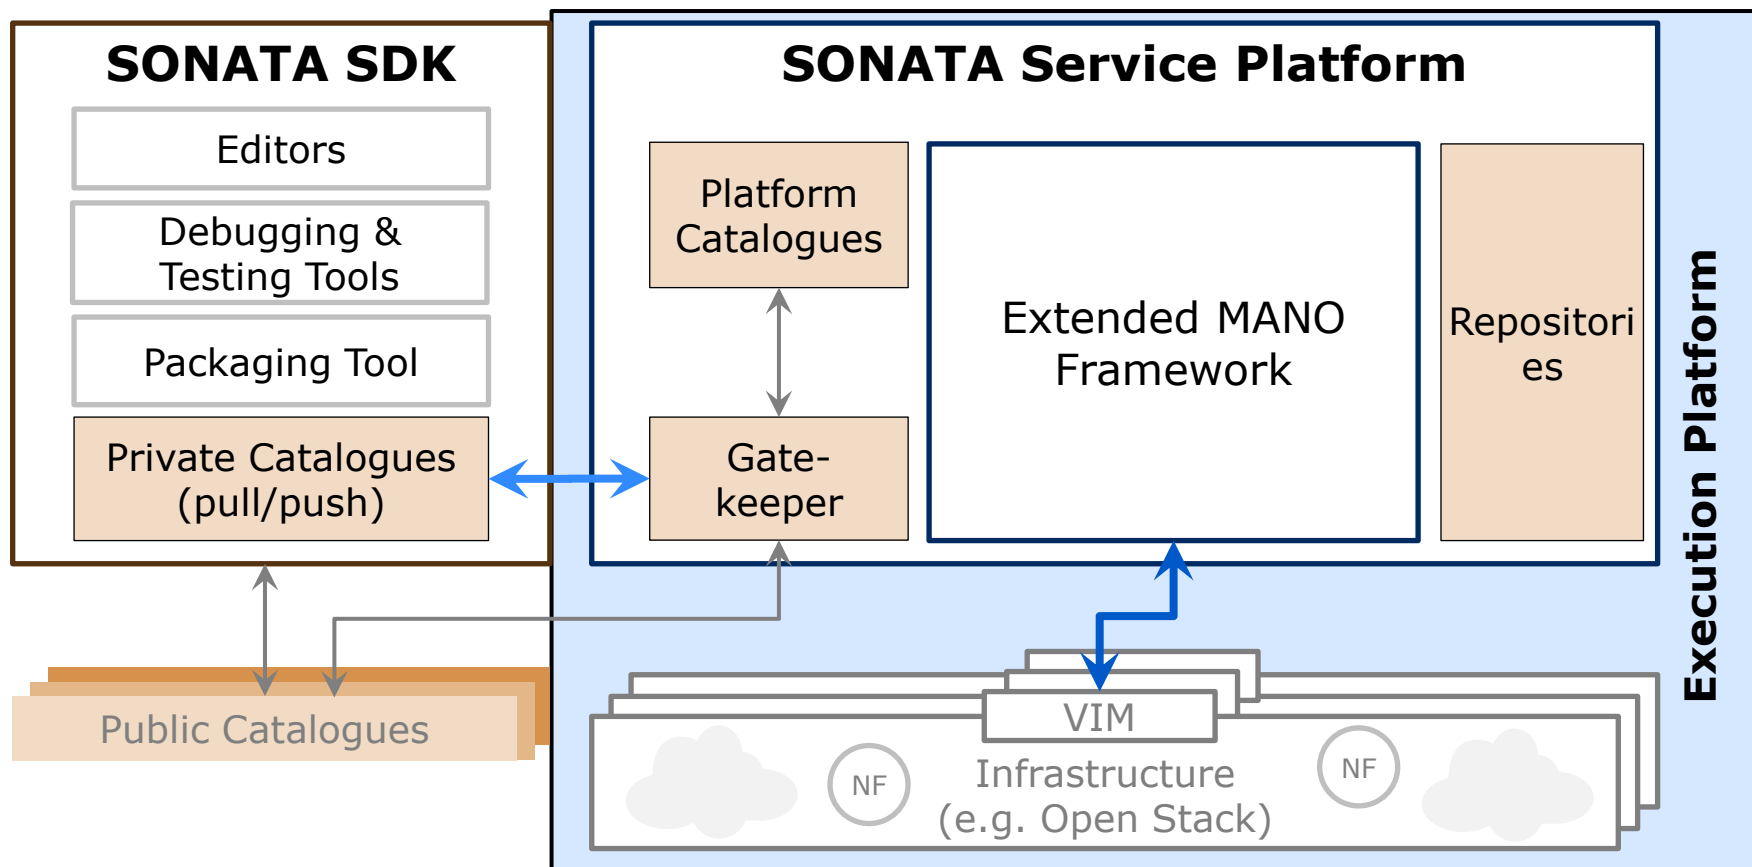 SONATA SDK
Editors
Debugging &
Testing Tools
Packaging Tool
Private Catalogues
(pull/push)
Public Catalogues
SONATA Service Platform
Platform
Catalogues
Gate-
keeper
Extended MANO
Framework
Repositori
es
Execution Platform
VIM
NF
Infrastructure
(e.g. Open Stack)
NF